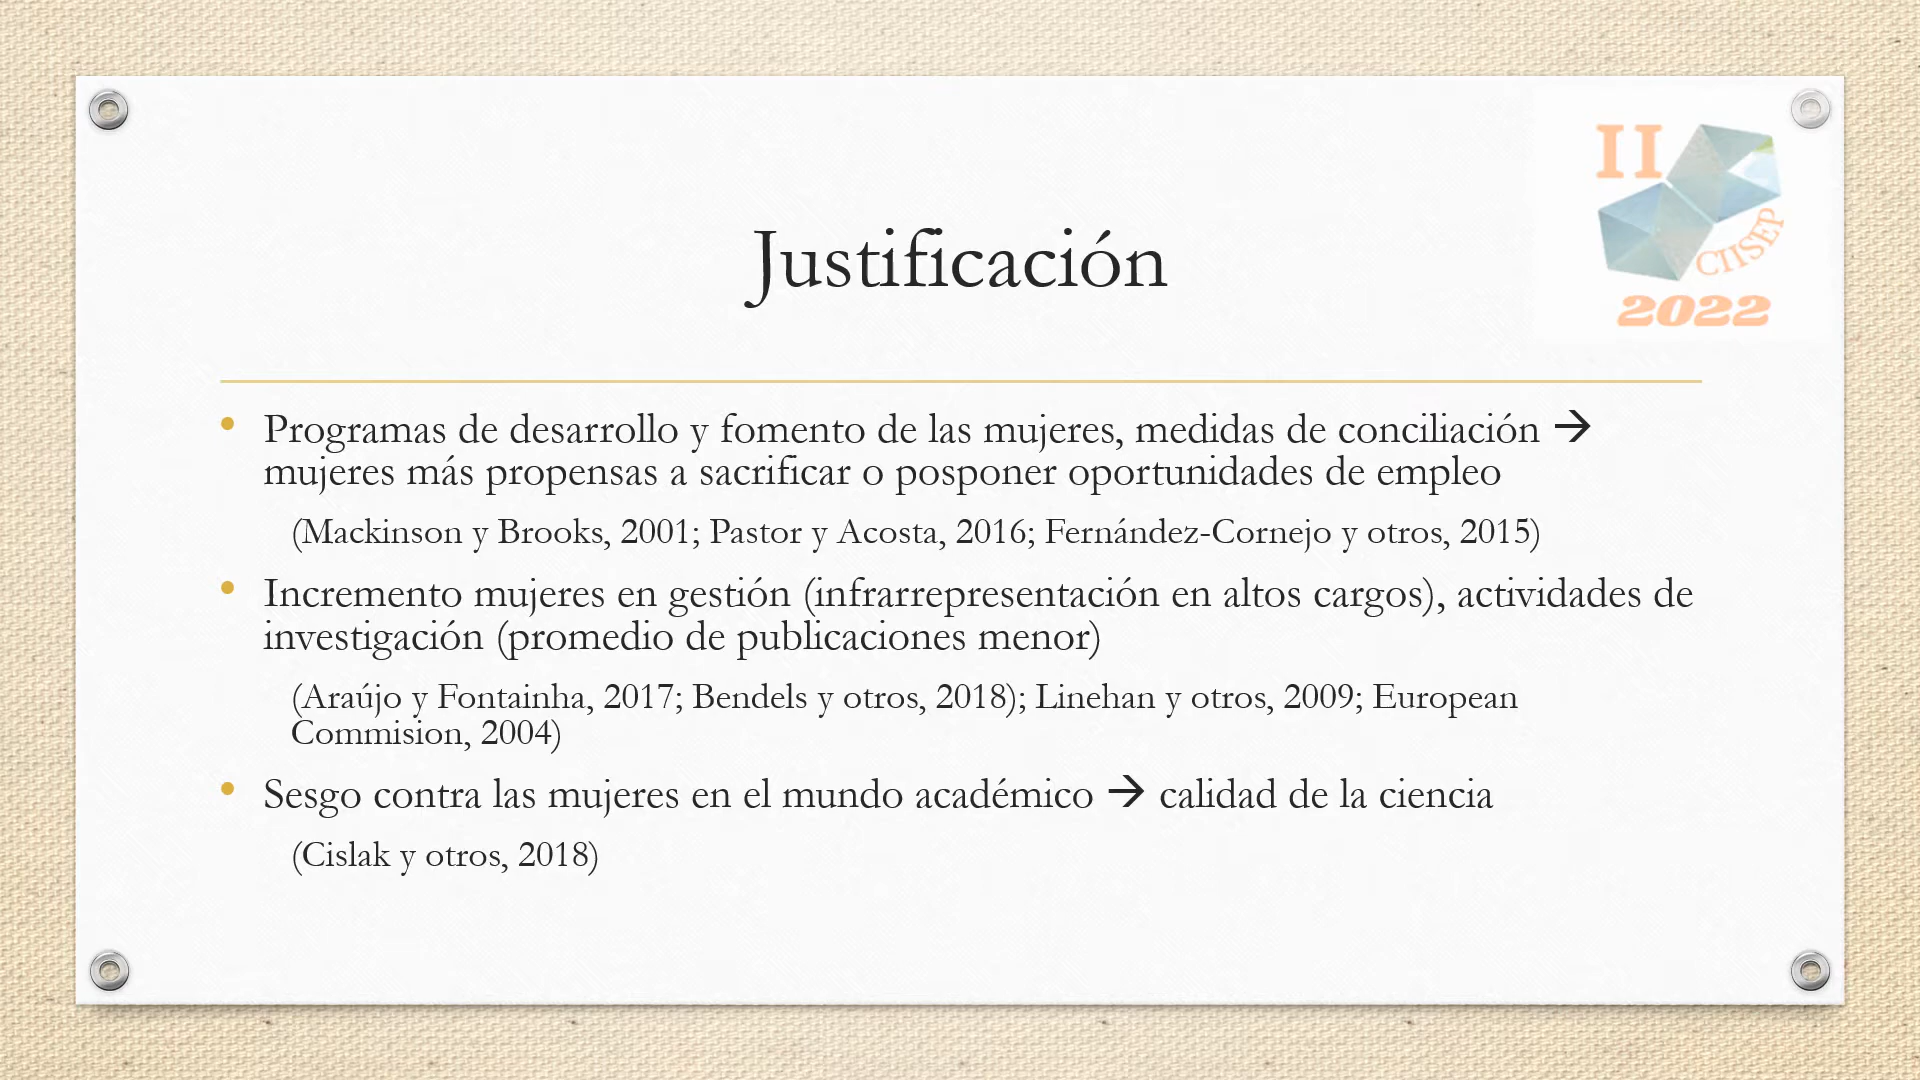 II
CIISEP
2022
Justificación
• Programas de desarrollo y fomento de las mujeres, medidas de conciliación →
mujeres más propensas a sacrificar o posponer oportunidades de empleo
(Mackinson y Brooks, 2001; Pastor y Acosta, 2016; Fernández-Cornejo y otros, 2015)
• Incremento mujeres en gestión (infrarrepresentación en altos cargos), actividades de
investigación (promedio de publicaciones menor)
(Araújo y Fontainha, 2017; Bendels y otros, 2018); Linehan y otros, 2009; European
Commision, 2004)
• Sesgo contra las mujeres en el mundo académico → calidad de la ciencia
(Cislak y otros, 2018)